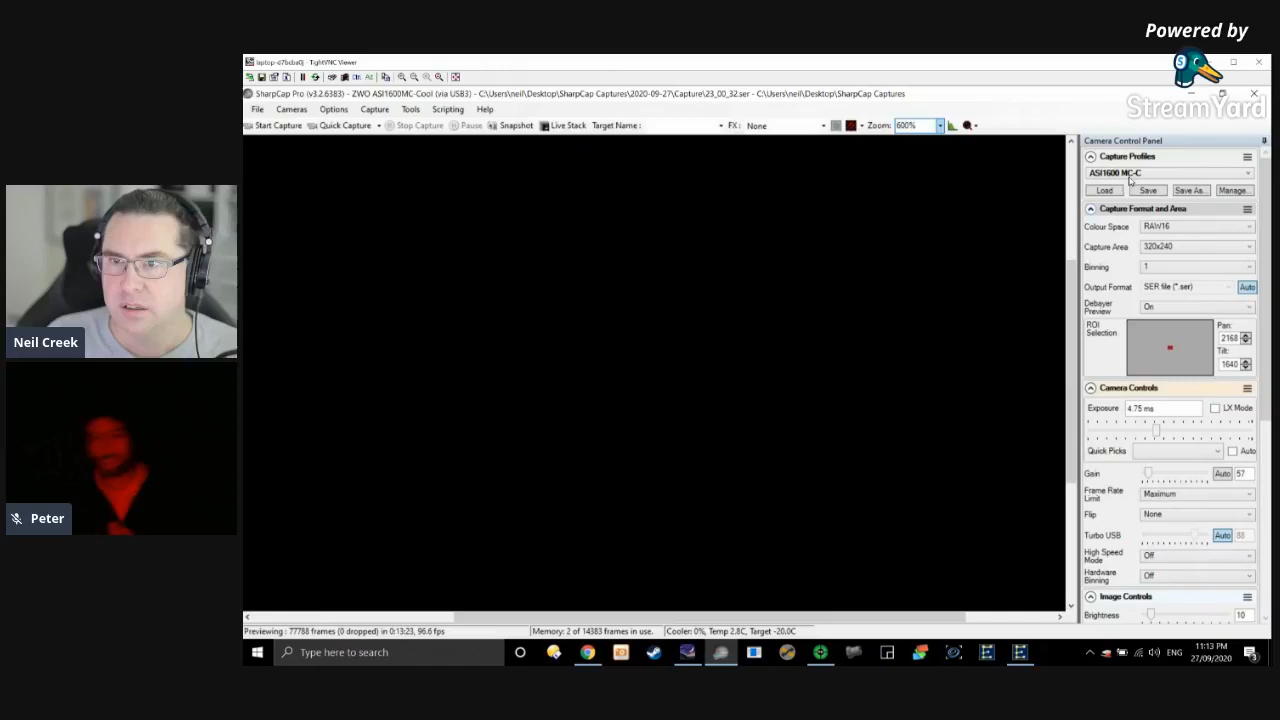 Powered by
StreamYard
laptop-d7bcba0j - TightVNC Viewer
SharpCap Pro (v3.2.6383) - ZWO ASI1600MC-Cool (via USB3) - C:\Users\neil\Desktop\SharpCap Captures\2020-09-27\Capture\23_00_32.ser - C:\Users\neil\Desktop\SharpCap Captures
File Cameras Options Capture Tools Scripting Help
Start Capture Quick Capture Stop Capture Pause Snapshot Live Stack Target Name: FX: None Zoom: 600%
Camera Control Panel
Capture Profiles
ASI1600 MC-C
Load Save Save As... Manage...
Capture Format and Area
Colour Space RAW16
Capture Area 320x240
Binning 1
Output Format SER file (*.ser) Auto
Debayer Preview On
ROI Selection
Pan: 2168
Tilt: 1640
Camera Controls
Exposure 4.75 ms LX Mode
Quick Picks Auto
Gain Auto 57
Frame Rate Limit Maximum
Flip None
Turbo USB Auto 88
High Speed Mode Off
Hardware Binning Off
Image Controls
Brightness 10
Neil Creek
Peter
Previewing : 77788 frames (0 dropped) in 0:13:23, 96.6 fps Memory: 2 of 14383 frames in use. Cooler: 0%, Temp 2.8C, Target -20.0C
Type here to search
ENG
11:13 PM
27/09/2020
3